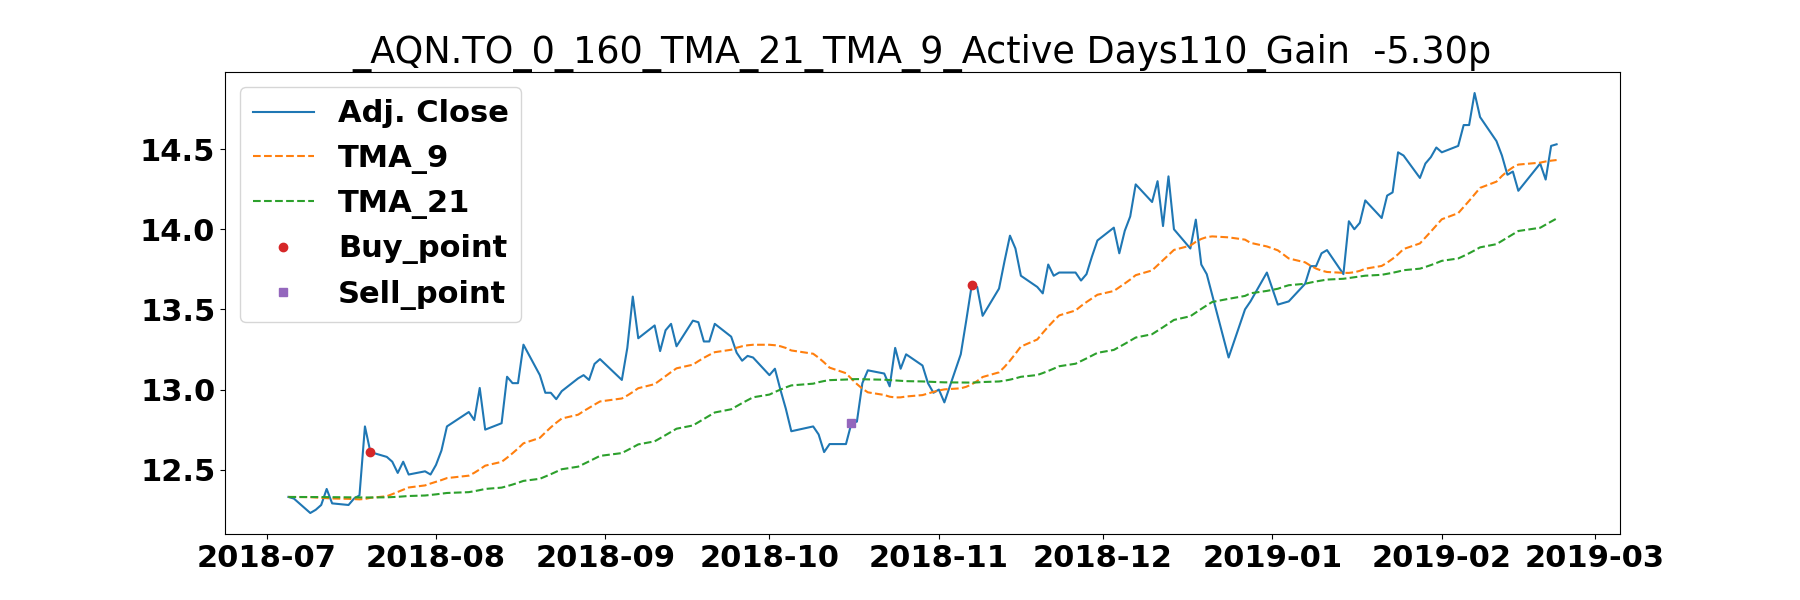 _AQN.TO_0_160_TMA_21_TMA_9_Active Days110_Gain  -5.30p
Adj. Close
TMA_9
TMA_21
Buy_point
Sell_point
14.5
14.0
13.5
13.0
12.5
2018-07 2018-08 2018-09 2018-10 2018-11 2018-12 2019-01 2019-02 2019-03